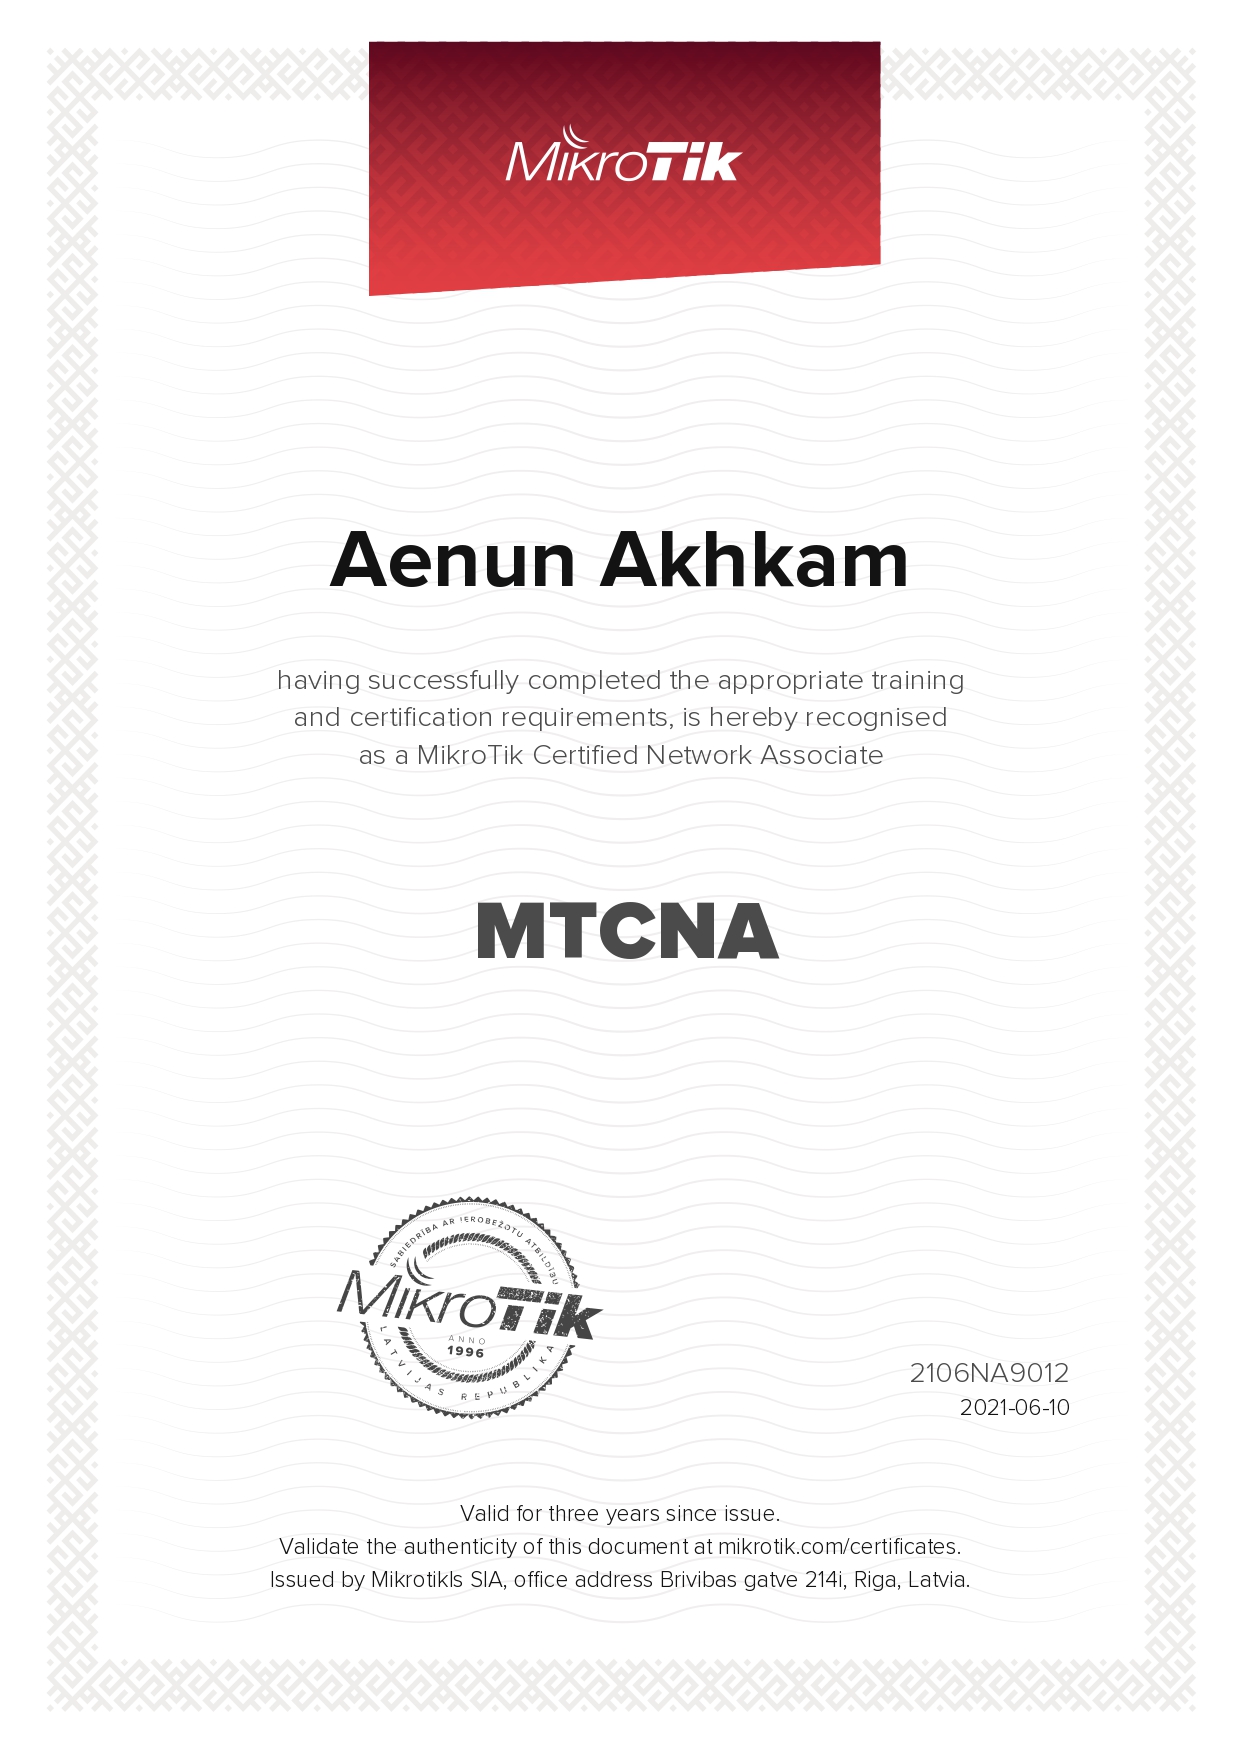 MikroTik
Aenun Akhkam
having successfully completed the appropriate training
and certification requirements, is hereby recognised
as a MikroTik Certified Network Associate
MTCNA
SABIEDRĪBA AR IEROBEŽOTU ATBILDĪBU
MikroTik
ANNO
1996
LATVIJAS REPUBLIKA
2106NA9012
2021-06-10
Valid for three years since issue.
Validate the authenticity of this document at mikrotik.com/certificates.
Issued by Mikrotikls SIA, office address Brivibas gatve 214i, Riga, Latvia.